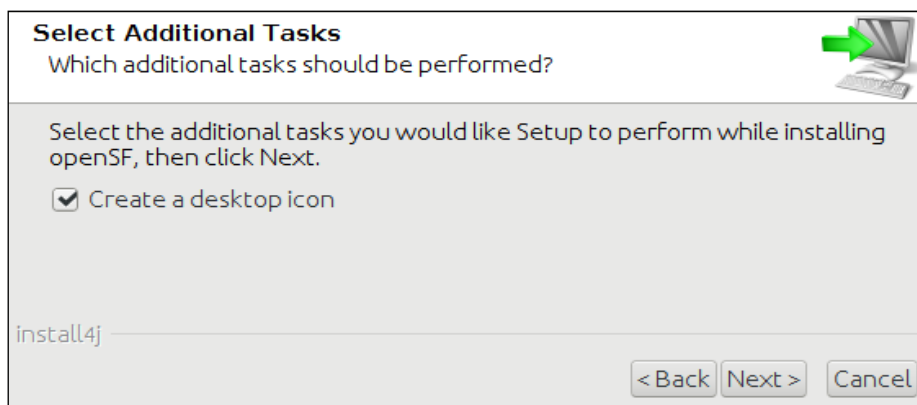 Select Additional Tasks
Which additional tasks should be performed?
Select the additional tasks you would like Setup to perform while installing
openSF, then click Next.
Create a desktop icon
install4j
< Back Next > Cancel